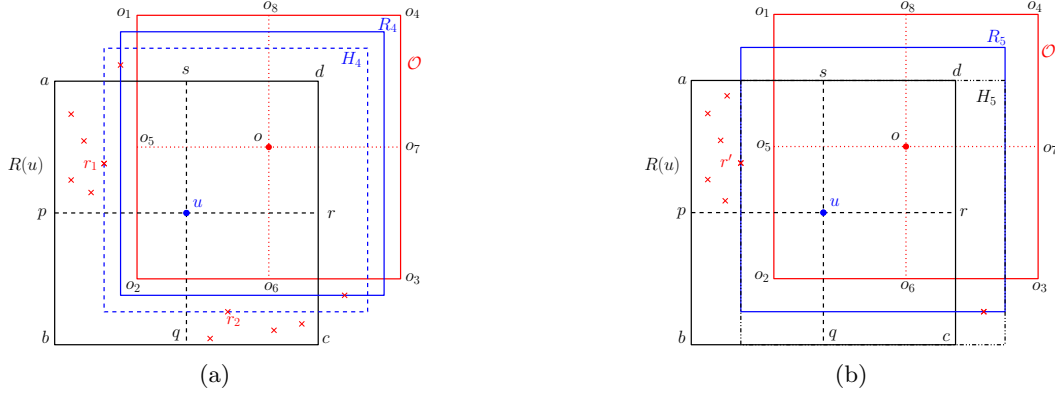 o₁ o₈ o₄
R₄
H₄
𝒪
a s d
o₅ o o₇
R(u) r₁
p u r
o₂ o₆ o₃
r₂
b q c
(a)
o₁ o₈ o₄
R₅
𝒪
a s d
H₅
o₅ o o₇
R(u) r′
p u r
o₂ o₆ o₃
b q c
(b)